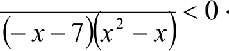 (-x-7)(x² - x) < 0 ·